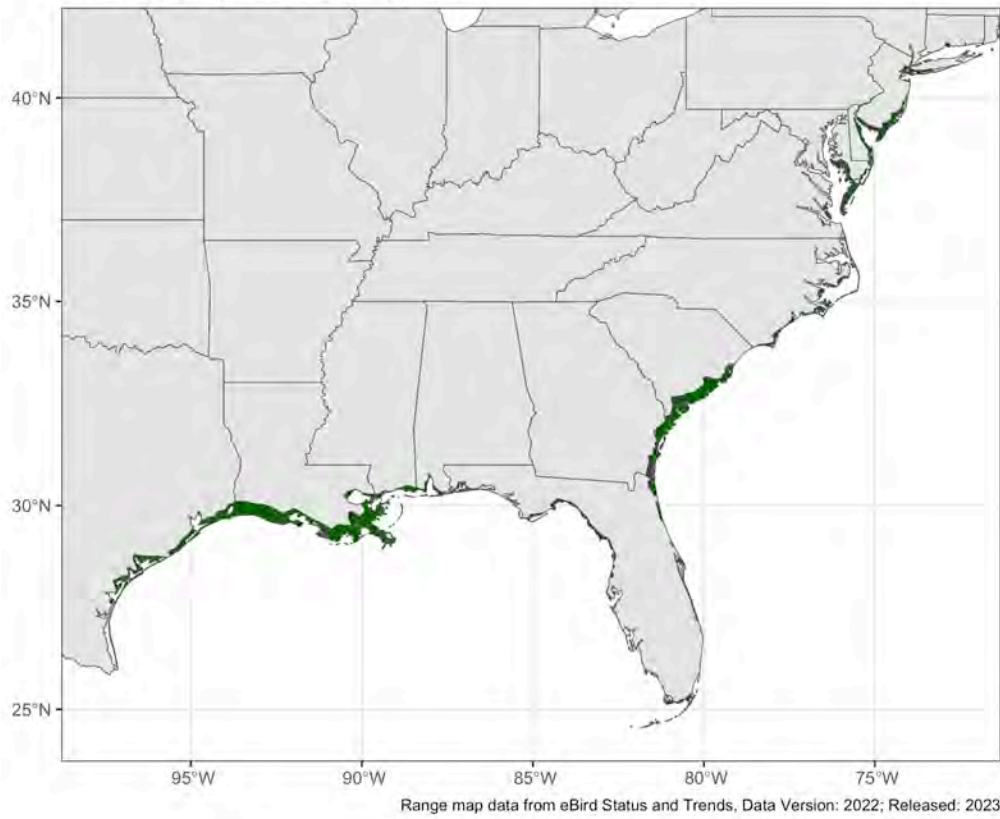 40°N
35°N
30°N
25°N
95°W
90°W
85°W
80°W
75°W
Range map data from eBird Status and Trends, Data Version: 2022; Released: 2023